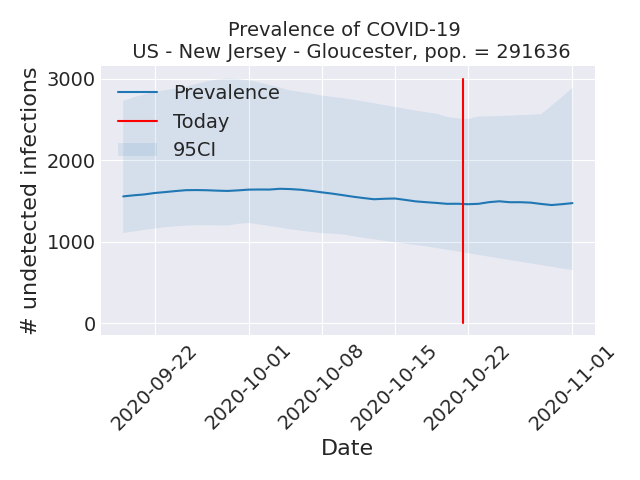 Prevalence of COVID-19
US - New Jersey - Gloucester, pop. = 291636
# undetected infections
3000
2000
1000
0
Prevalence
Today
95CI
2020-09-22
2020-10-01
2020-10-08
2020-10-15
2020-10-22
2020-11-01
Date